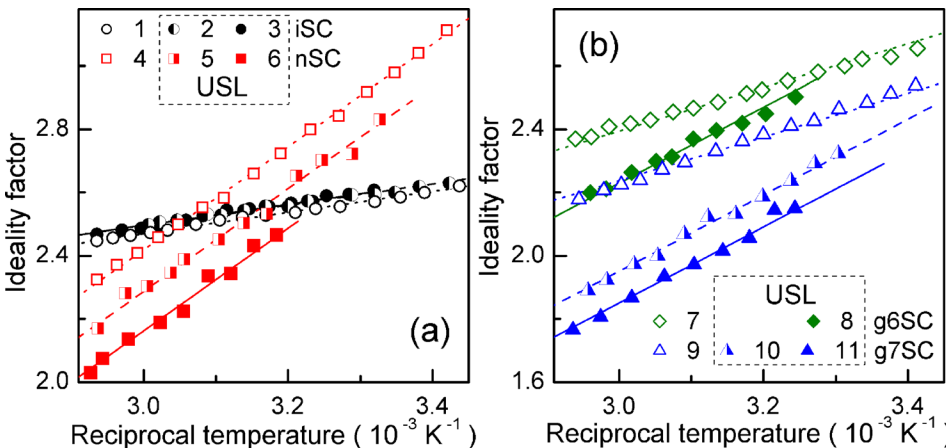 1 2 3 iSC
4 5 6 nSC
USL
(a)
2.8
2.4
2.0
3.0 3.2 3.4
Ideality factor
Reciprocal temperature ( 10⁻³ K⁻¹)
(b)
2.4
2.0
1.6
3.0 3.2 3.4
Ideality factor
USL
7 8 g6SC
9 10 11 g7SC
Reciprocal temperature ( 10⁻³ K⁻¹)